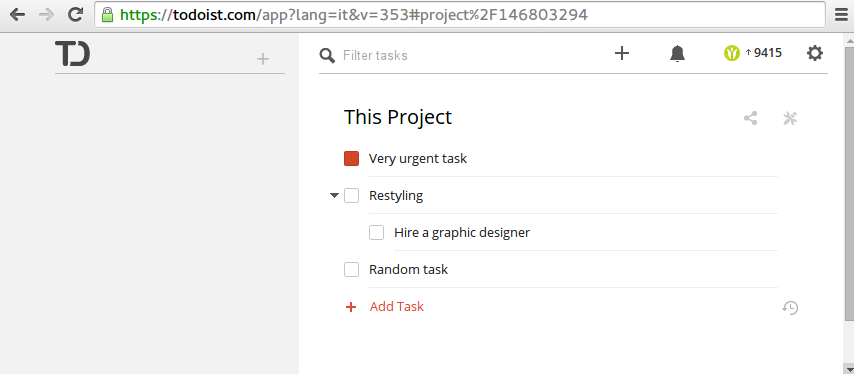 https://todoist.com/app?lang=it&v=353#project%2F146803294
TD
Filter tasks
9415
This Project
Very urgent task
Restyling
Hire a graphic designer
Random task
+ Add Task